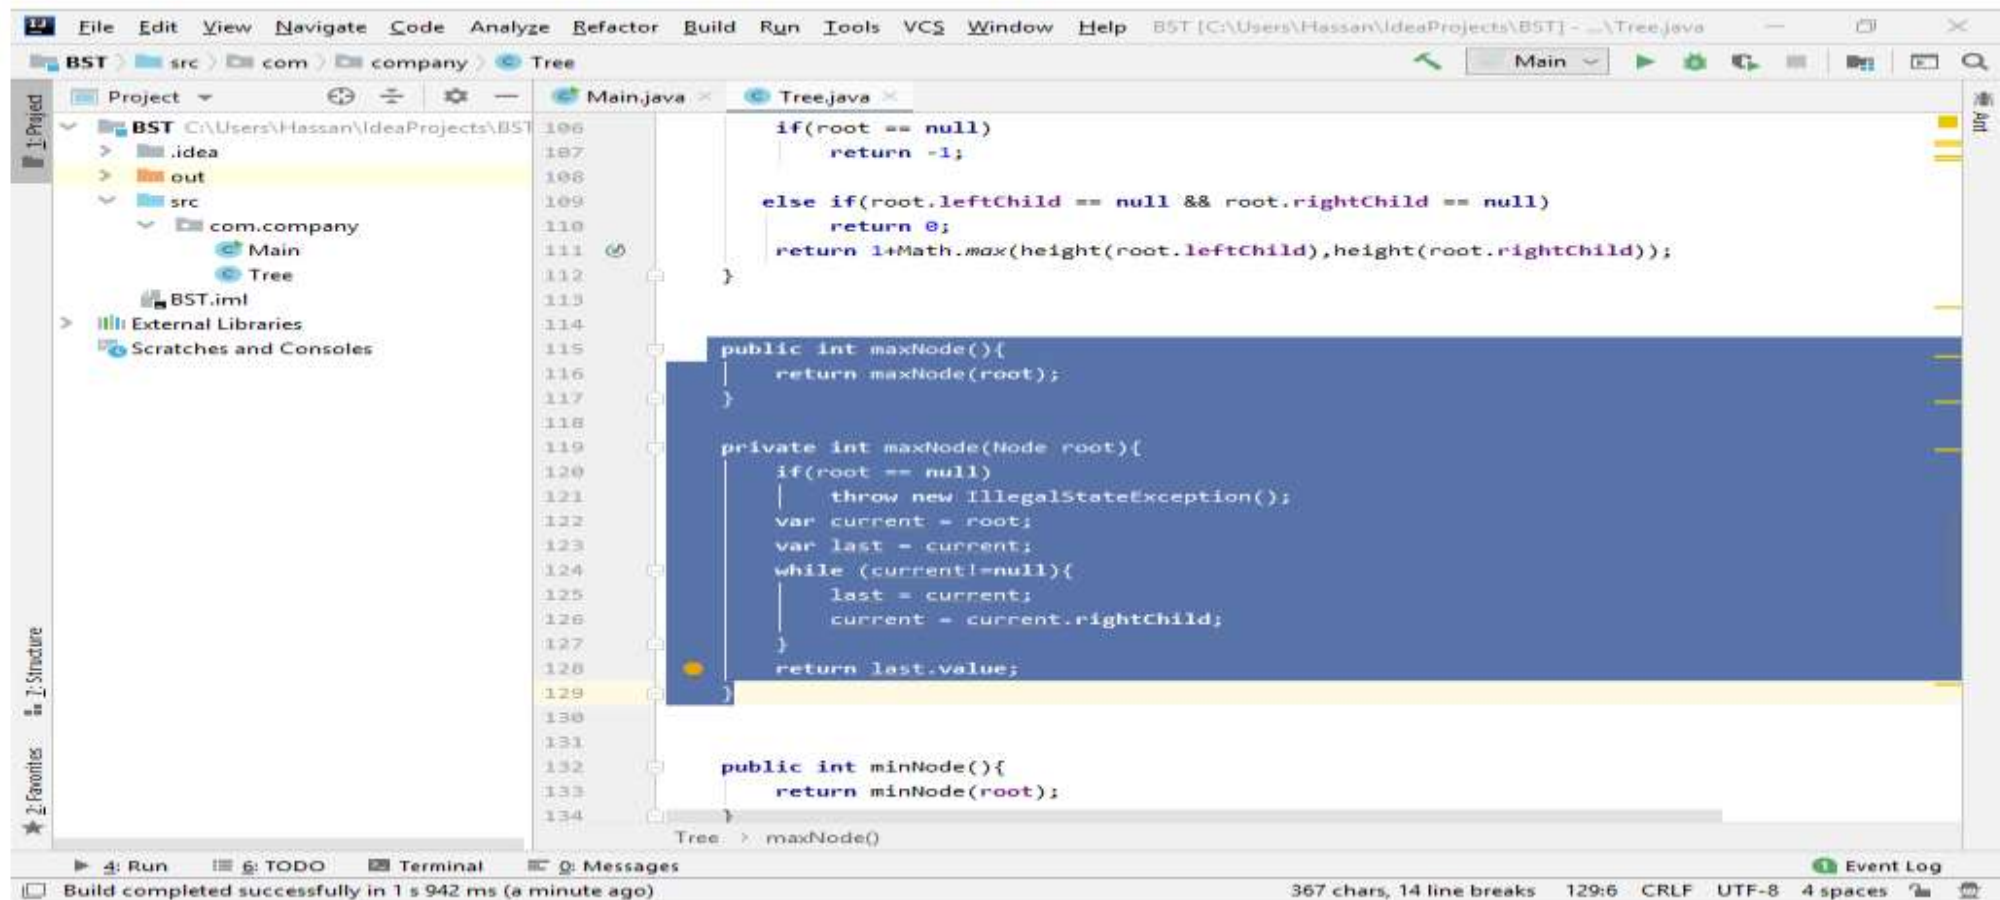 File Edit View Navigate Code Analyze Refactor Build Run Tools VCS Window Help BST [C:\Users\Hassan\IdeaProjects\BST] - ...\Tree.java
BST src com company Tree Main
1: Project
Project
BST C:\Users\Hassan\IdeaProjects\BST
.idea
out
src
com.company
Main
Tree
BST.iml
External Libraries
Scratches and Consoles
7: Structure
2: Favorites
Main.java Tree.java
Ant
106 if(root == null)
107 return -1;
108
109 else if(root.leftChild == null && root.rightChild == null)
110 return 0;
111 return 1+Math.max(height(root.leftChild),height(root.rightChild));
112 }
113
114
115 public int maxNode(){
116 return maxNode(root);
117 }
118
119 private int maxNode(Node root){
120 if(root == null)
121 throw new IllegalStateException();
122 var current = root;
123 var last = current;
124 while (current!=null){
125 last = current;
126 current = current.rightChild;
127 }
128 return last.value;
129 }
130
131
132 public int minNode(){
133 return minNode(root);
134 }
Tree > maxNode()
4: Run 6: TODO Terminal 0: Messages 1 Event Log
Build completed successfully in 1 s 942 ms (a minute ago) 367 chars, 14 line breaks 129:6 CRLF UTF-8 4 spaces